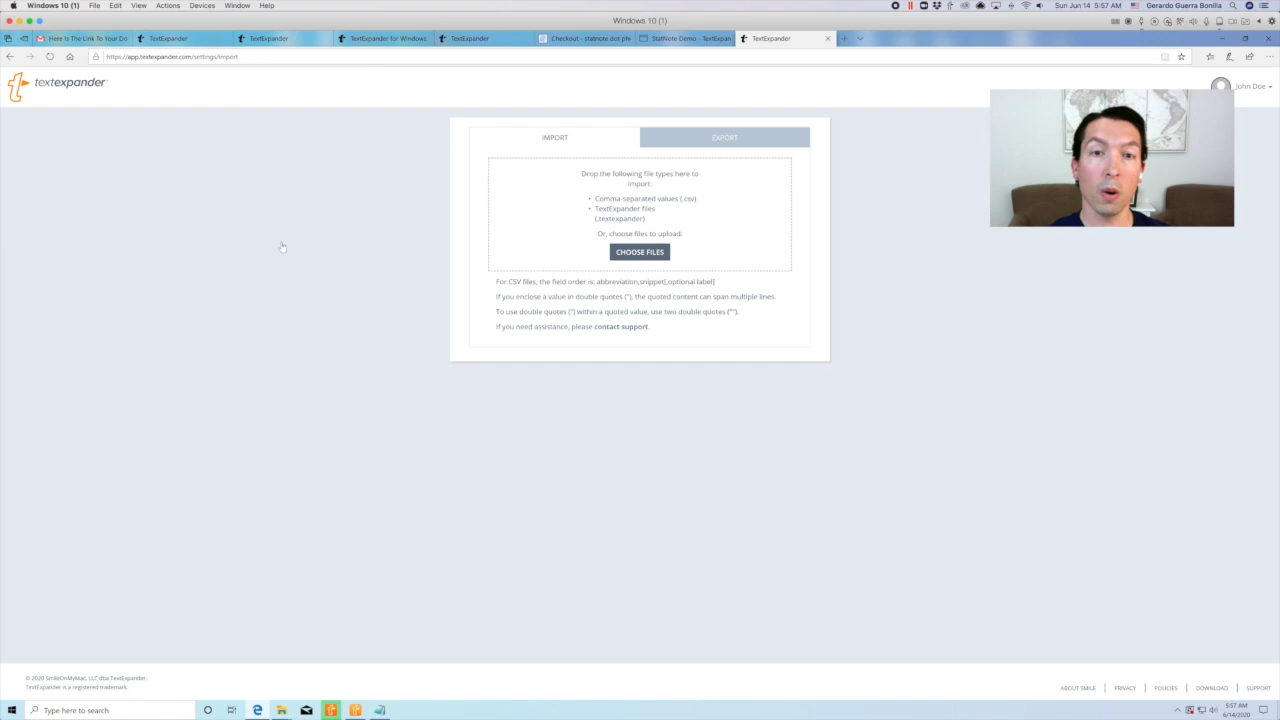 Windows 10 (1) File Edit View Actions Devices Window Help
Sun Jun 14 5:57 AM Gerardo Guerra Bonilla
Windows 10 (1)
Here Is The Link To Your Do
TextExpander
TextExpander
TextExpander for Windows.
TextExpander
Checkout - statnote dot ph
StatNote Demo - TextExpan
TextExpander
https://app.textexpander.com/settings/import
textexpander
John Doe
IMPORT
EXPORT
Drop the following file types here to
import:
• Comma-separated values (.csv)
• TextExpander files
(.textexpander)
Or, choose files to upload:
CHOOSE FILES
For CSV files, the field order is: abbreviation,snippet[,optional label]
If you enclose a value in double quotes ("), the quoted content can span multiple lines.
To use double quotes (") within a quoted value, use two double quotes ("").
If you need assistance, please contact support.
© 2020 SmileOnMyMac, LLC dba TextExpander.
TextExpander is a registered trademark.
ABOUT SMILE
PRIVACY
POLICIES
DOWNLOAD
SUPPORT
Type here to search
5:57 AM
6/14/2020